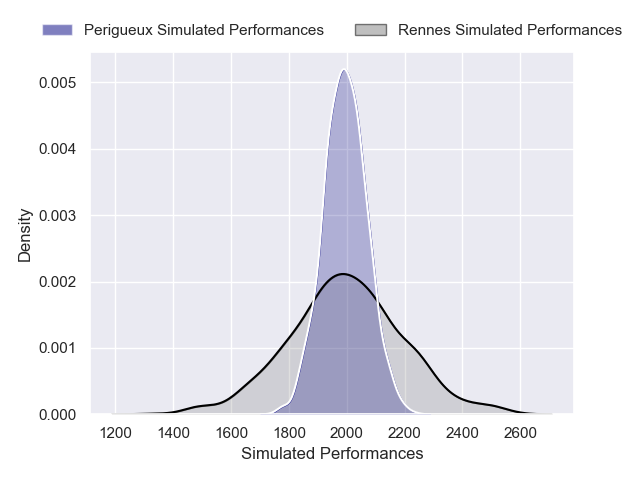 Perigueux Simulated Performances
Rennes Simulated Performances
0.005
0.004
0.003
0.002
0.001
0.000
Density
1200 1400 1600 1800 2000 2200 2400 2600
Simulated Performances